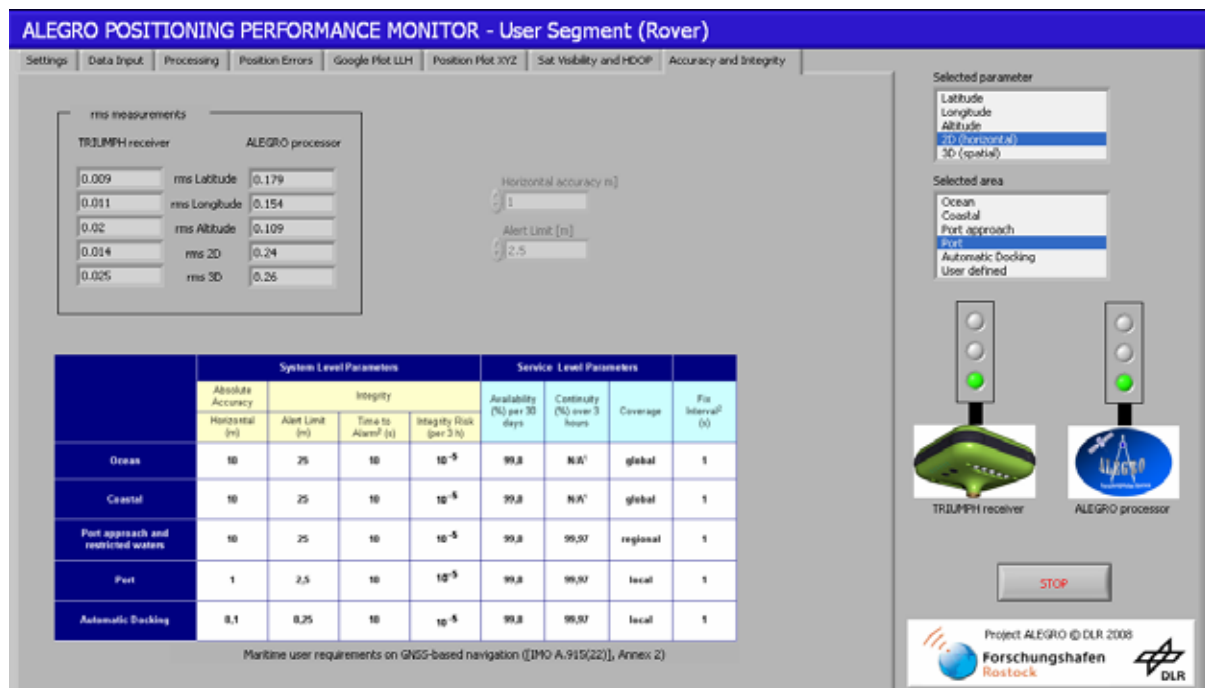 ALEGRO POSITIONING PERFORMANCE MONITOR - User Segment (Rover)
Settings Data Input Processing Position Errors Google Plot LLH Position Plot XYZ Sat Visibility and HDOP Accuracy and Integrity
rms measurements
TRIUMPH receiver ALEGRO processor
0.009 rms Latitude 0.179
0.011 rms Longitude 0.154
0.02 rms Altitude 0.109
0.014 rms 2D 0.24
0.025 rms 3D 0.26
Horizontal accuracy m]
1
Alert Limit [m]
2.5
Selected parameter
Latitude
Longitude
Altitude
2D (horizontal)
3D (spatial)
Selected area
Ocean
Coastal
Port approach
Port
Automatic Docking
User defined
TRIUMPH receiver ALEGRO processor
ALEGRO
STOP
System Level Parameters Service Level Parameters
Absolute Accuracy Integrity Availability (%) per 30 days Continuity (%) over 3 hours Coverage Fix Interval² (s)
Horizontal (m) Alert Limit (m) Time to Alarm² (s) Integrity Risk (per 3 h)
Ocean 10 25 10 10⁻⁵ 99,8 N/A¹ global 1
Coastal 10 25 10 10⁻⁵ 99,8 N/A¹ global 1
Port approach and restricted waters 10 25 10 10⁻⁵ 99,8 99,97 regional 1
Port 1 2,5 10 10⁻⁵ 99,8 99,97 local 1
Automatic Docking 0,1 0,25 10 10⁻⁵ 99,8 99,97 local 1
Maritime user requirements on GNSS-based navigation ([IMO A.915(22)], Annex 2)
Project ALEGRO © DLR 2008
Forschungshafen
Rostock
DLR